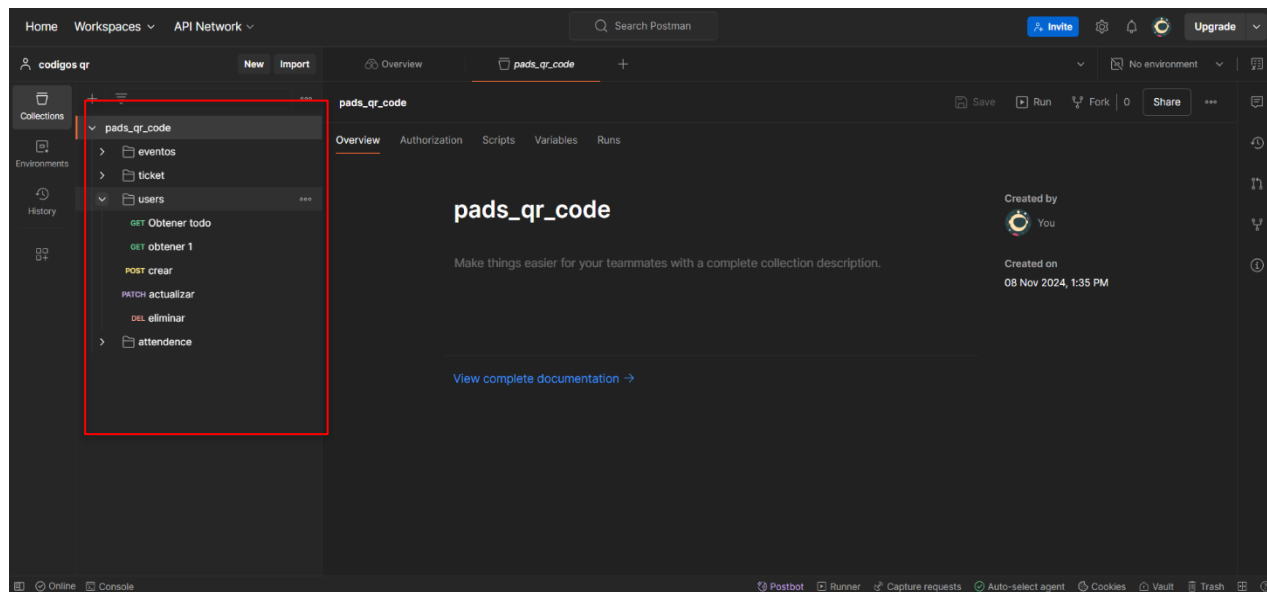 Home Workspaces API Network Search Postman Invite Upgrade
codigos qr New Import Overview pads_qr_code No environment
Collections
Environments
History
pads_qr_code
eventos
ticket
users
GET Obtener todo
GET obtener 1
POST crear
PATCH actualizar
DEL eliminar
attendence
pads_qr_code Save Run Fork 0 Share
Overview Authorization Scripts Variables Runs
pads_qr_code
Make things easier for your teammates with a complete collection description.
View complete documentation →
Created by
You
Created on
08 Nov 2024, 1:35 PM
Online Console Postbot Runner Capture requests Auto-select agent Cookies Vault Trash